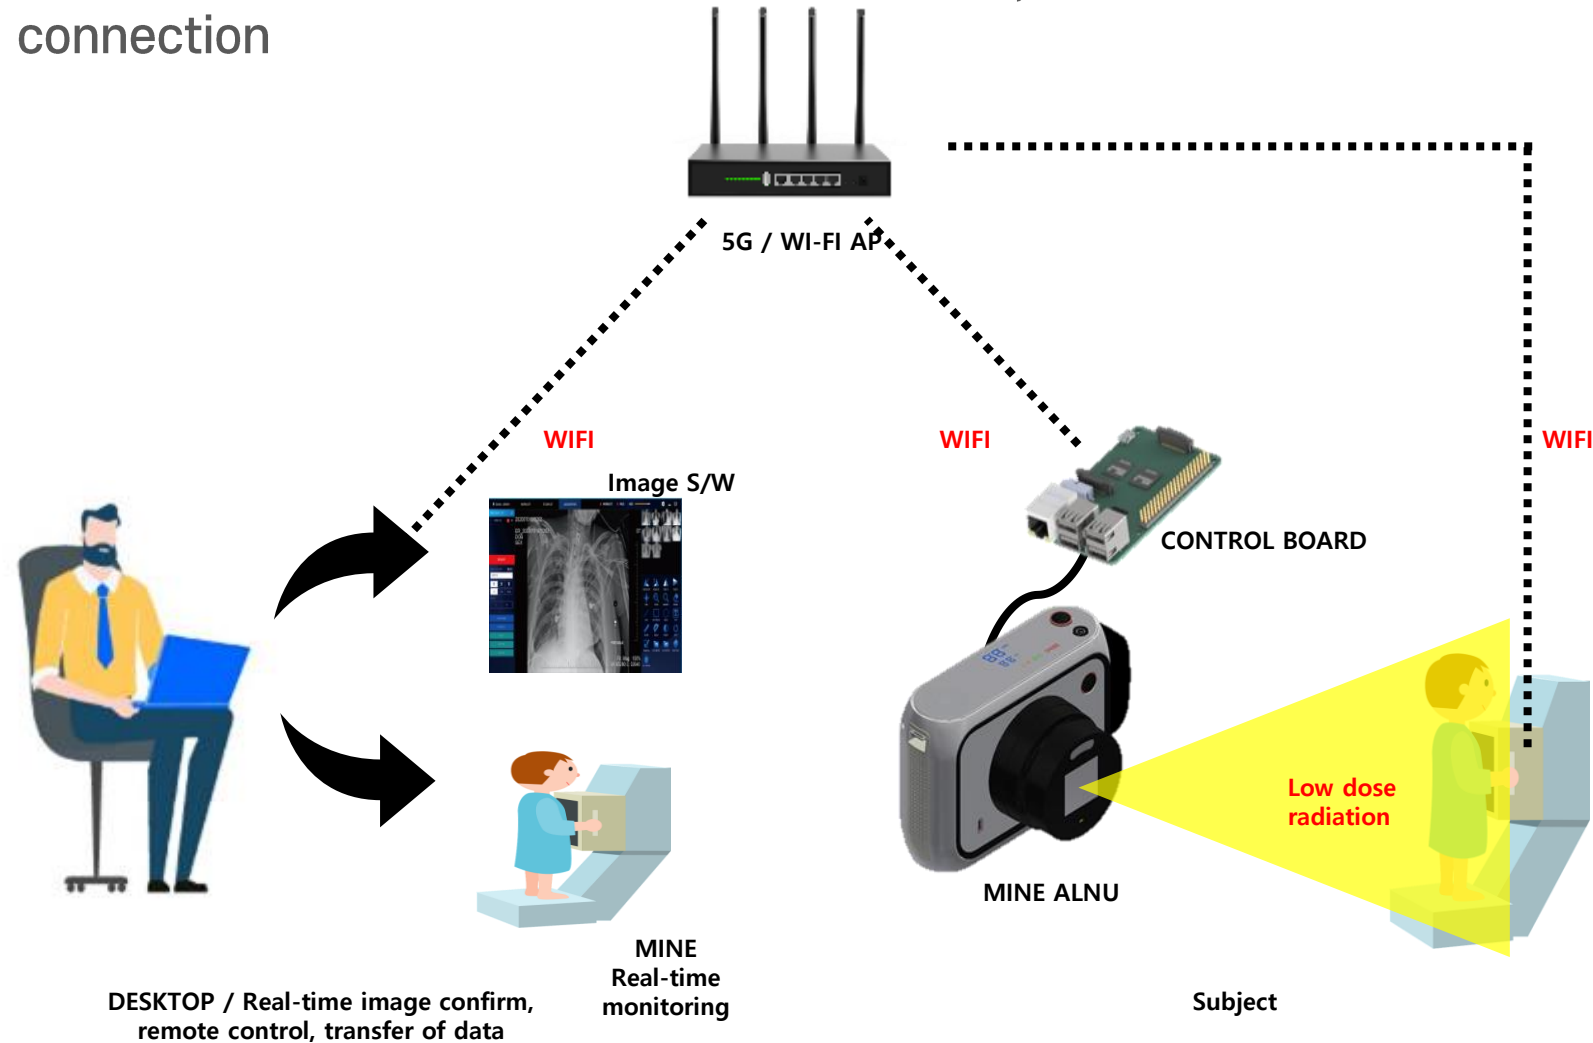 connection
5G / WI-FI AP
WIFI
WIFI
WIFI
Image S/W
CONTROL BOARD
Low dose
radiation
MINE ALNU
MINE
Real-time
monitoring
DESKTOP / Real-time image confirm,
remote control, transfer of data
Subject